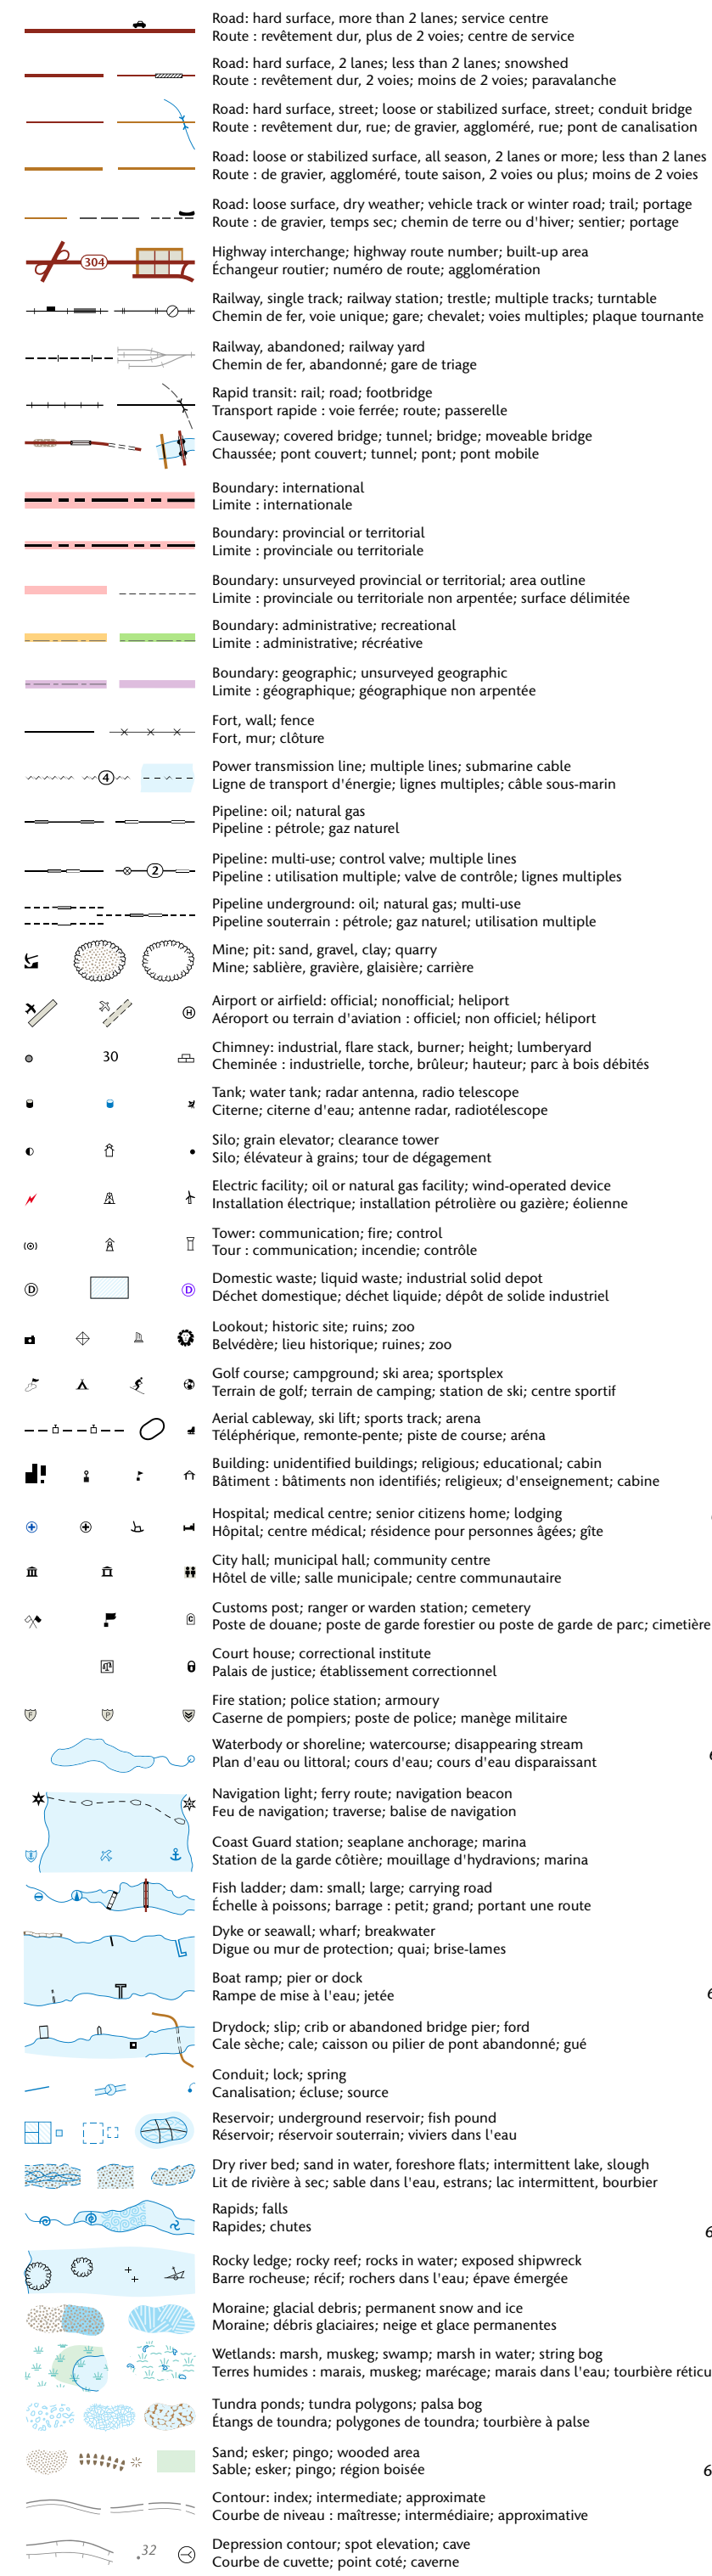 Road: hard surface, more than 2 lanes; service centre
Route : revêtement dur, plus de 2 voies; centre de service
Road: hard surface, 2 lanes; less than 2 lanes; snowshed
Route : revêtement dur, 2 voies; moins de 2 voies; paravalanche
Road: hard surface, street; loose or stabilized surface, street; conduit bridge
Route : revêtement dur, rue; de gravier, aggloméré, rue; pont de canalisation
Road: loose or stabilized surface, all season, 2 lanes or more; less than 2 lanes
Route : de gravier, aggloméré, toute saison, 2 voies ou plus; moins de 2 voies
Road: loose surface, dry weather; vehicle track or winter road; trail; portage
Route : de gravier, temps sec; chemin de terre ou d'hiver; sentier; portage
304
Highway interchange; highway route number; built-up area
Échangeur routier; numéro de route; agglomération
Railway, single track; railway station; trestle; multiple tracks; turntable
Chemin de fer, voie unique; gare; chevalet; voies multiples; plaque tournante
Railway, abandoned; railway yard
Chemin de fer, abandonné; gare de triage
Rapid transit: rail; road; footbridge
Transport rapide : voie ferrée; route; passerelle
Causeway; covered bridge; tunnel; bridge; moveable bridge
Chaussée; pont couvert; tunnel; pont; pont mobile
Boundary: international
Limite : internationale
Boundary: provincial or territorial
Limite : provinciale ou territoriale
Boundary: unsurveyed provincial or territorial; area outline
Limite : provinciale ou territoriale non arpentée; surface délimitée
Boundary: administrative; recreational
Limite : administrative; récréative
Boundary: geographic; unsurveyed geographic
Limite : géographique; géographique non arpentée
Fort, wall; fence
Fort, mur; clôture
4
Power transmission line; multiple lines; submarine cable
Ligne de transport d'énergie; lignes multiples; câble sous-marin
Pipeline: oil; natural gas
Pipeline : pétrole; gaz naturel
2
Pipeline: multi-use; control valve; multiple lines
Pipeline : utilisation multiple; valve de contrôle; lignes multiples
Pipeline underground: oil; natural gas; multi-use
Pipeline souterrain : pétrole; gaz naturel; utilisation multiple
Mine; pit: sand, gravel, clay; quarry
Mine; sablière, gravière, glaisière; carrière
H
Airport or airfield: official; nonofficial; heliport
Aéroport ou terrain d'aviation : officiel; non officiel; héliport
30
Chimney: industrial, flare stack, burner; height; lumberyard
Cheminée : industrielle, torche, brûleur; hauteur; parc à bois débités
Tank; water tank; radar antenna, radio telescope
Citerne; citerne d'eau; antenne radar, radiotélescope
Silo; grain elevator; clearance tower
Silo; élévateur à grains; tour de dégagement
Electric facility; oil or natural gas facility; wind-operated device
Installation électrique; installation pétrolière ou gazière; éolienne
Tower: communication; fire; control
Tour : communication; incendie; contrôle
D D
Domestic waste; liquid waste; industrial solid depot
Déchet domestique; déchet liquide; dépôt de solide industriel
Lookout; historic site; ruins; zoo
Belvédère; lieu historique; ruines; zoo
Golf course; campground; ski area; sportsplex
Terrain de golf; terrain de camping; station de ski; centre sportif
Aerial cableway, ski lift; sports track; arena
Téléphérique, remonte-pente; piste de course; aréna
Building: unidentified buildings; religious; educational; cabin
Bâtiment : bâtiments non identifiés; religieux; d'enseignement; cabine
Hospital; medical centre; senior citizens home; lodging
Hôpital; centre médical; résidence pour personnes âgées; gîte
City hall; municipal hall; community centre
Hôtel de ville; salle municipale; centre communautaire
C
Customs post; ranger or warden station; cemetery
Poste de douane; poste de garde forestier ou poste de garde de parc; cimetière
Court house; correctional institute
Palais de justice; établissement correctionnel
F P
Fire station; police station; armoury
Caserne de pompiers; poste de police; manège militaire
Waterbody or shoreline; watercourse; disappearing stream
Plan d'eau ou littoral; cours d'eau; cours d'eau disparaissant
Navigation light; ferry route; navigation beacon
Feu de navigation; traverse; balise de navigation
Coast Guard station; seaplane anchorage; marina
Station de la garde côtière; mouillage d'hydravions; marina
Fish ladder; dam: small; large; carrying road
Échelle à poissons; barrage : petit; grand; portant une route
Dyke or seawall; wharf; breakwater
Digue ou mur de protection; quai; brise-lames
Boat ramp; pier or dock
Rampe de mise à l'eau; jetée
Drydock; slip; crib or abandoned bridge pier; ford
Cale sèche; cale; caisson ou pilier de pont abandonné; gué
Conduit; lock; spring
Canalisation; écluse; source
Reservoir; underground reservoir; fish pound
Réservoir; réservoir souterrain; viviers dans l'eau
Dry river bed; sand in water, foreshore flats; intermittent lake, slough
Lit de rivière à sec; sable dans l'eau, estrans; lac intermittent, bourbier
Rapids; falls
Rapides; chutes
Rocky ledge; rocky reef; rocks in water; exposed shipwreck
Barre rocheuse; récif; rochers dans l'eau; épave émergée
Moraine; glacial debris; permanent snow and ice
Moraine; débris glaciaires; neige et glace permanentes
Wetlands: marsh, muskeg; swamp; marsh in water; string bog
Terres humides : marais, muskeg; marécage; marais dans l'eau; tourbière réticu
Tundra ponds; tundra polygons; palsa bog
Étangs de toundra; polygones de toundra; tourbière à palse
Sand; esker; pingo; wooded area
Sable; esker; pingo; région boisée
6
Contour: index; intermediate; approximate
Courbe de niveau : maîtresse; intermédiaire; approximative
.32
Depression contour; spot elevation; cave
Courbe de cuvette; point coté; caverne